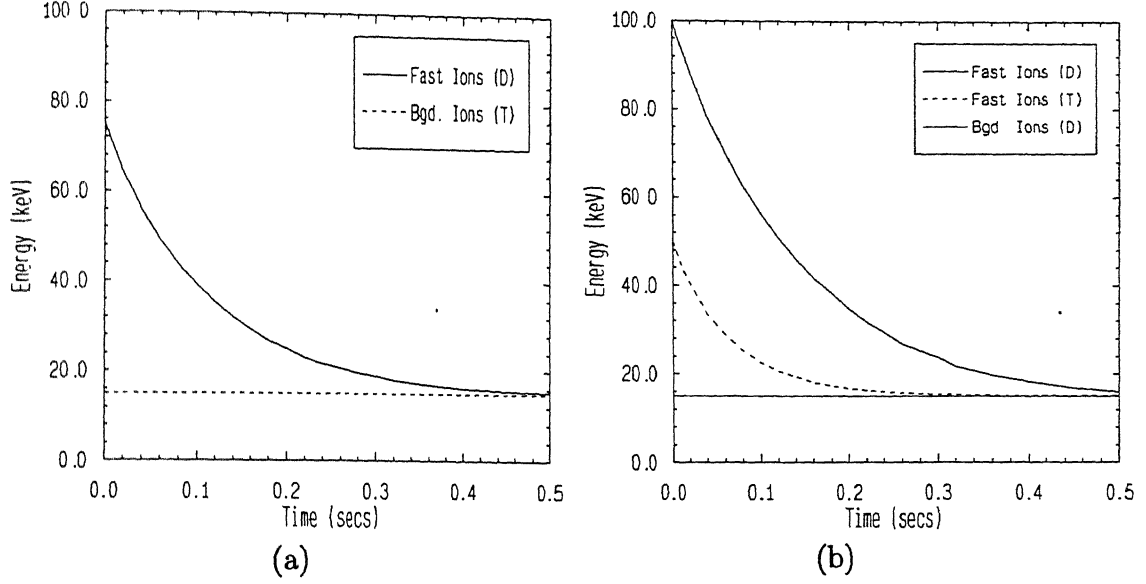 100.0
80.0
60.0
40.0
20.0
0.0
Energy (keV)
Fast Ions (D)
Bgd. Ions (T)
0.0 0.1 0.2 0.3 0.4 0.5
Time (secs)
(a)
100.0
80.0
60.0
40.0
20.0
0.0
Energy (keV)
Fast Ions (D)
Fast Ions (T)
Bgd Ions (D)
0.0 0.1 0.2 0.3 0.4 0.5
Time (secs)
(b)